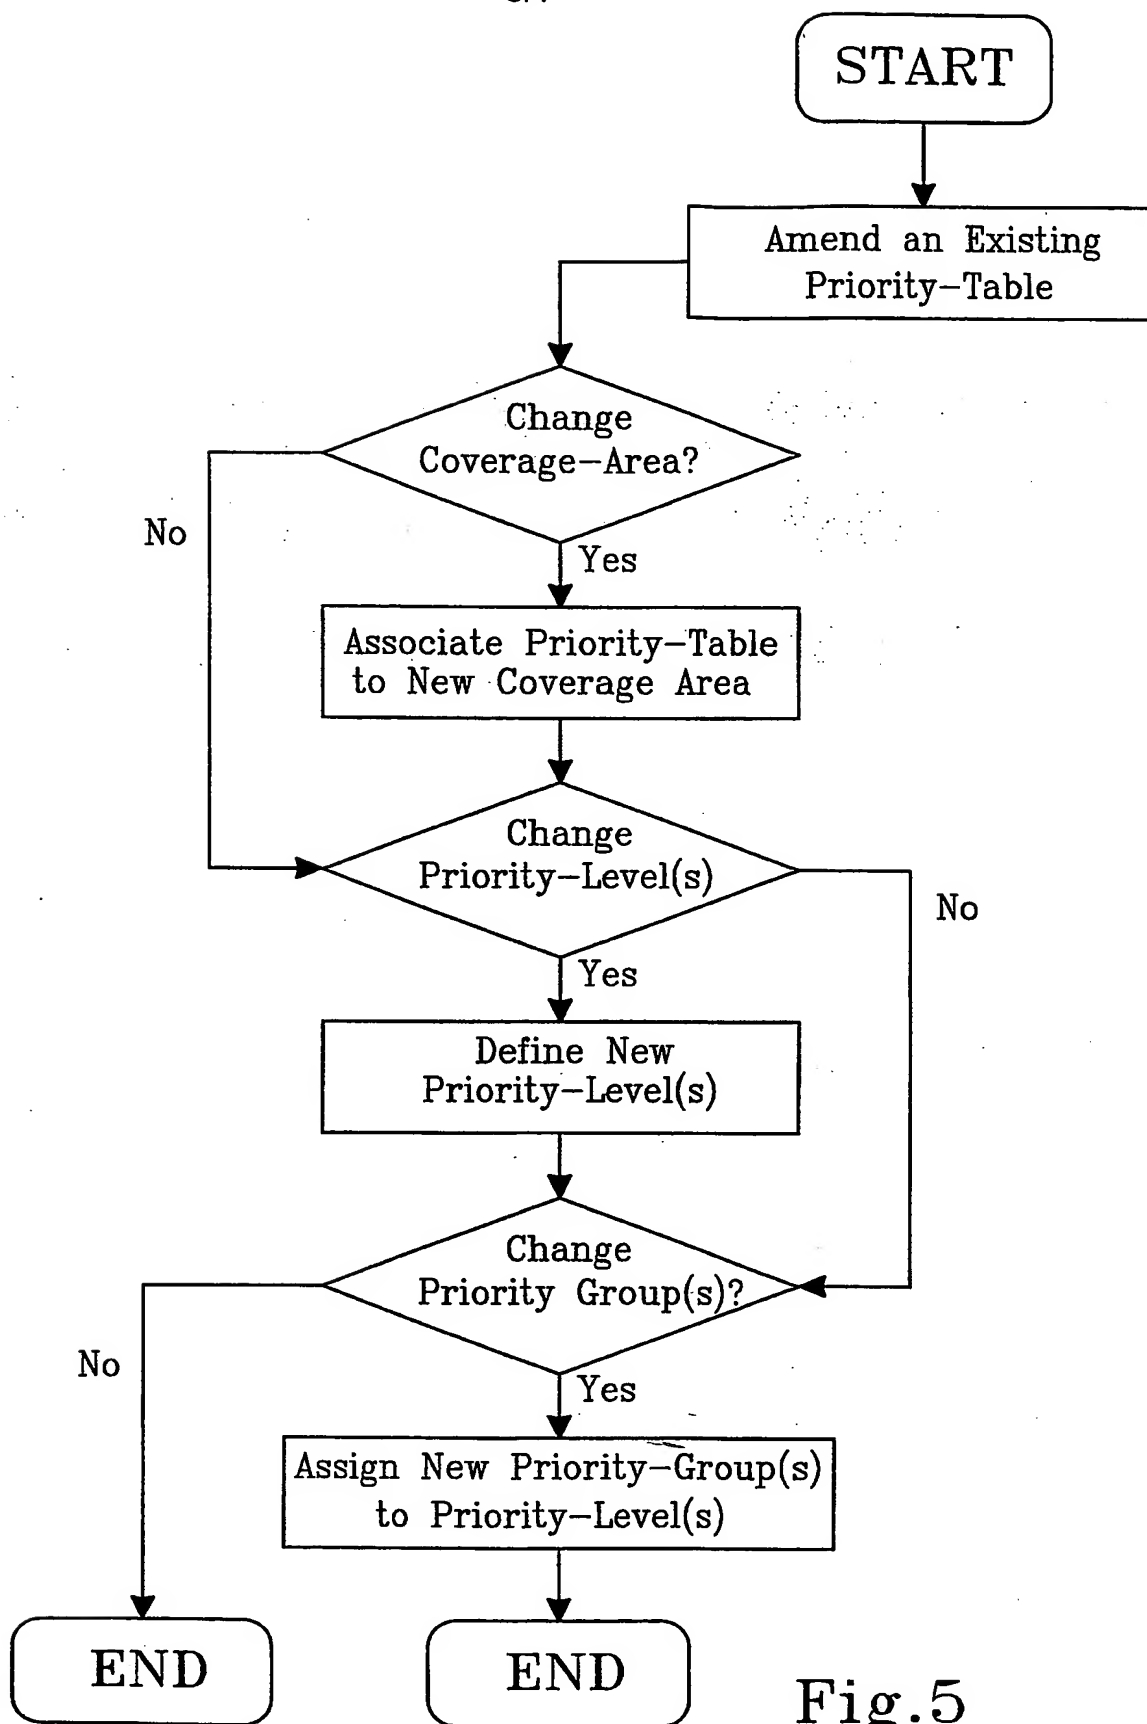 START
Amend an Existing
Priority-Table
Change
Coverage-Area?
No
Yes
Associate Priority-Table
to New Coverage Area
Change
Priority-Level(s)
No
Yes
Define New
Priority-Level(s)
Change
Priority Group(s)?
No
Yes
Assign New Priority-Group(s)
to Priority-Level(s)
END
END
Fig.5